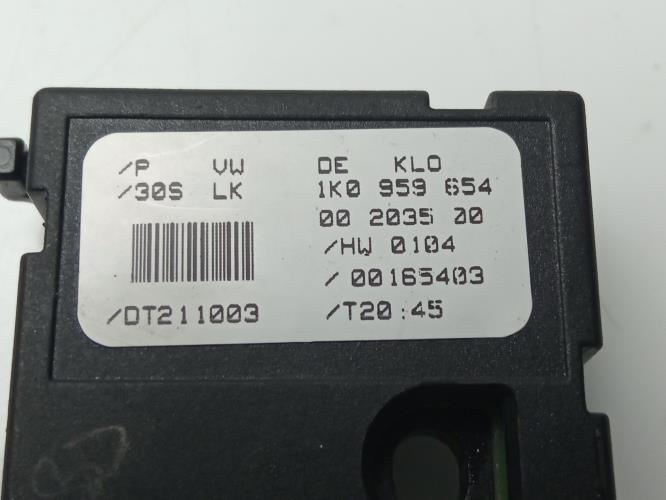 /P VW DE KLO
/30S LK 1K0 959 654
00 2035 00
/HW 0104
/00165403
/DT211003 /T20:45